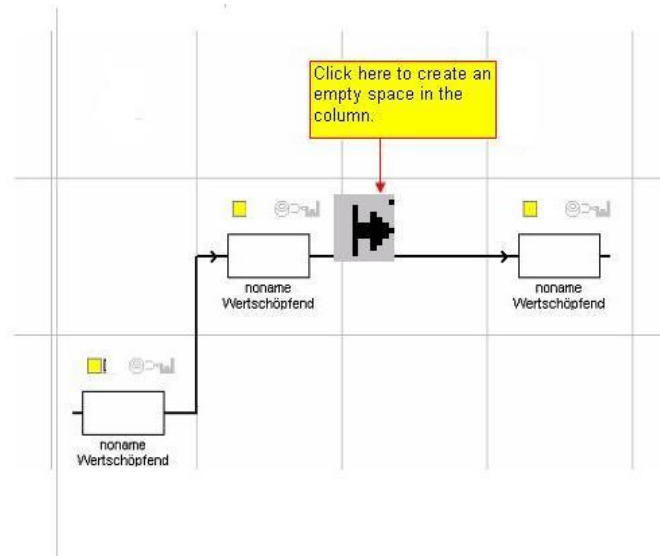 Click here to create an
empty space in the
column.
noname
Wertschöpfend
noname
Wertschöpfend
noname
Wertschöpfend